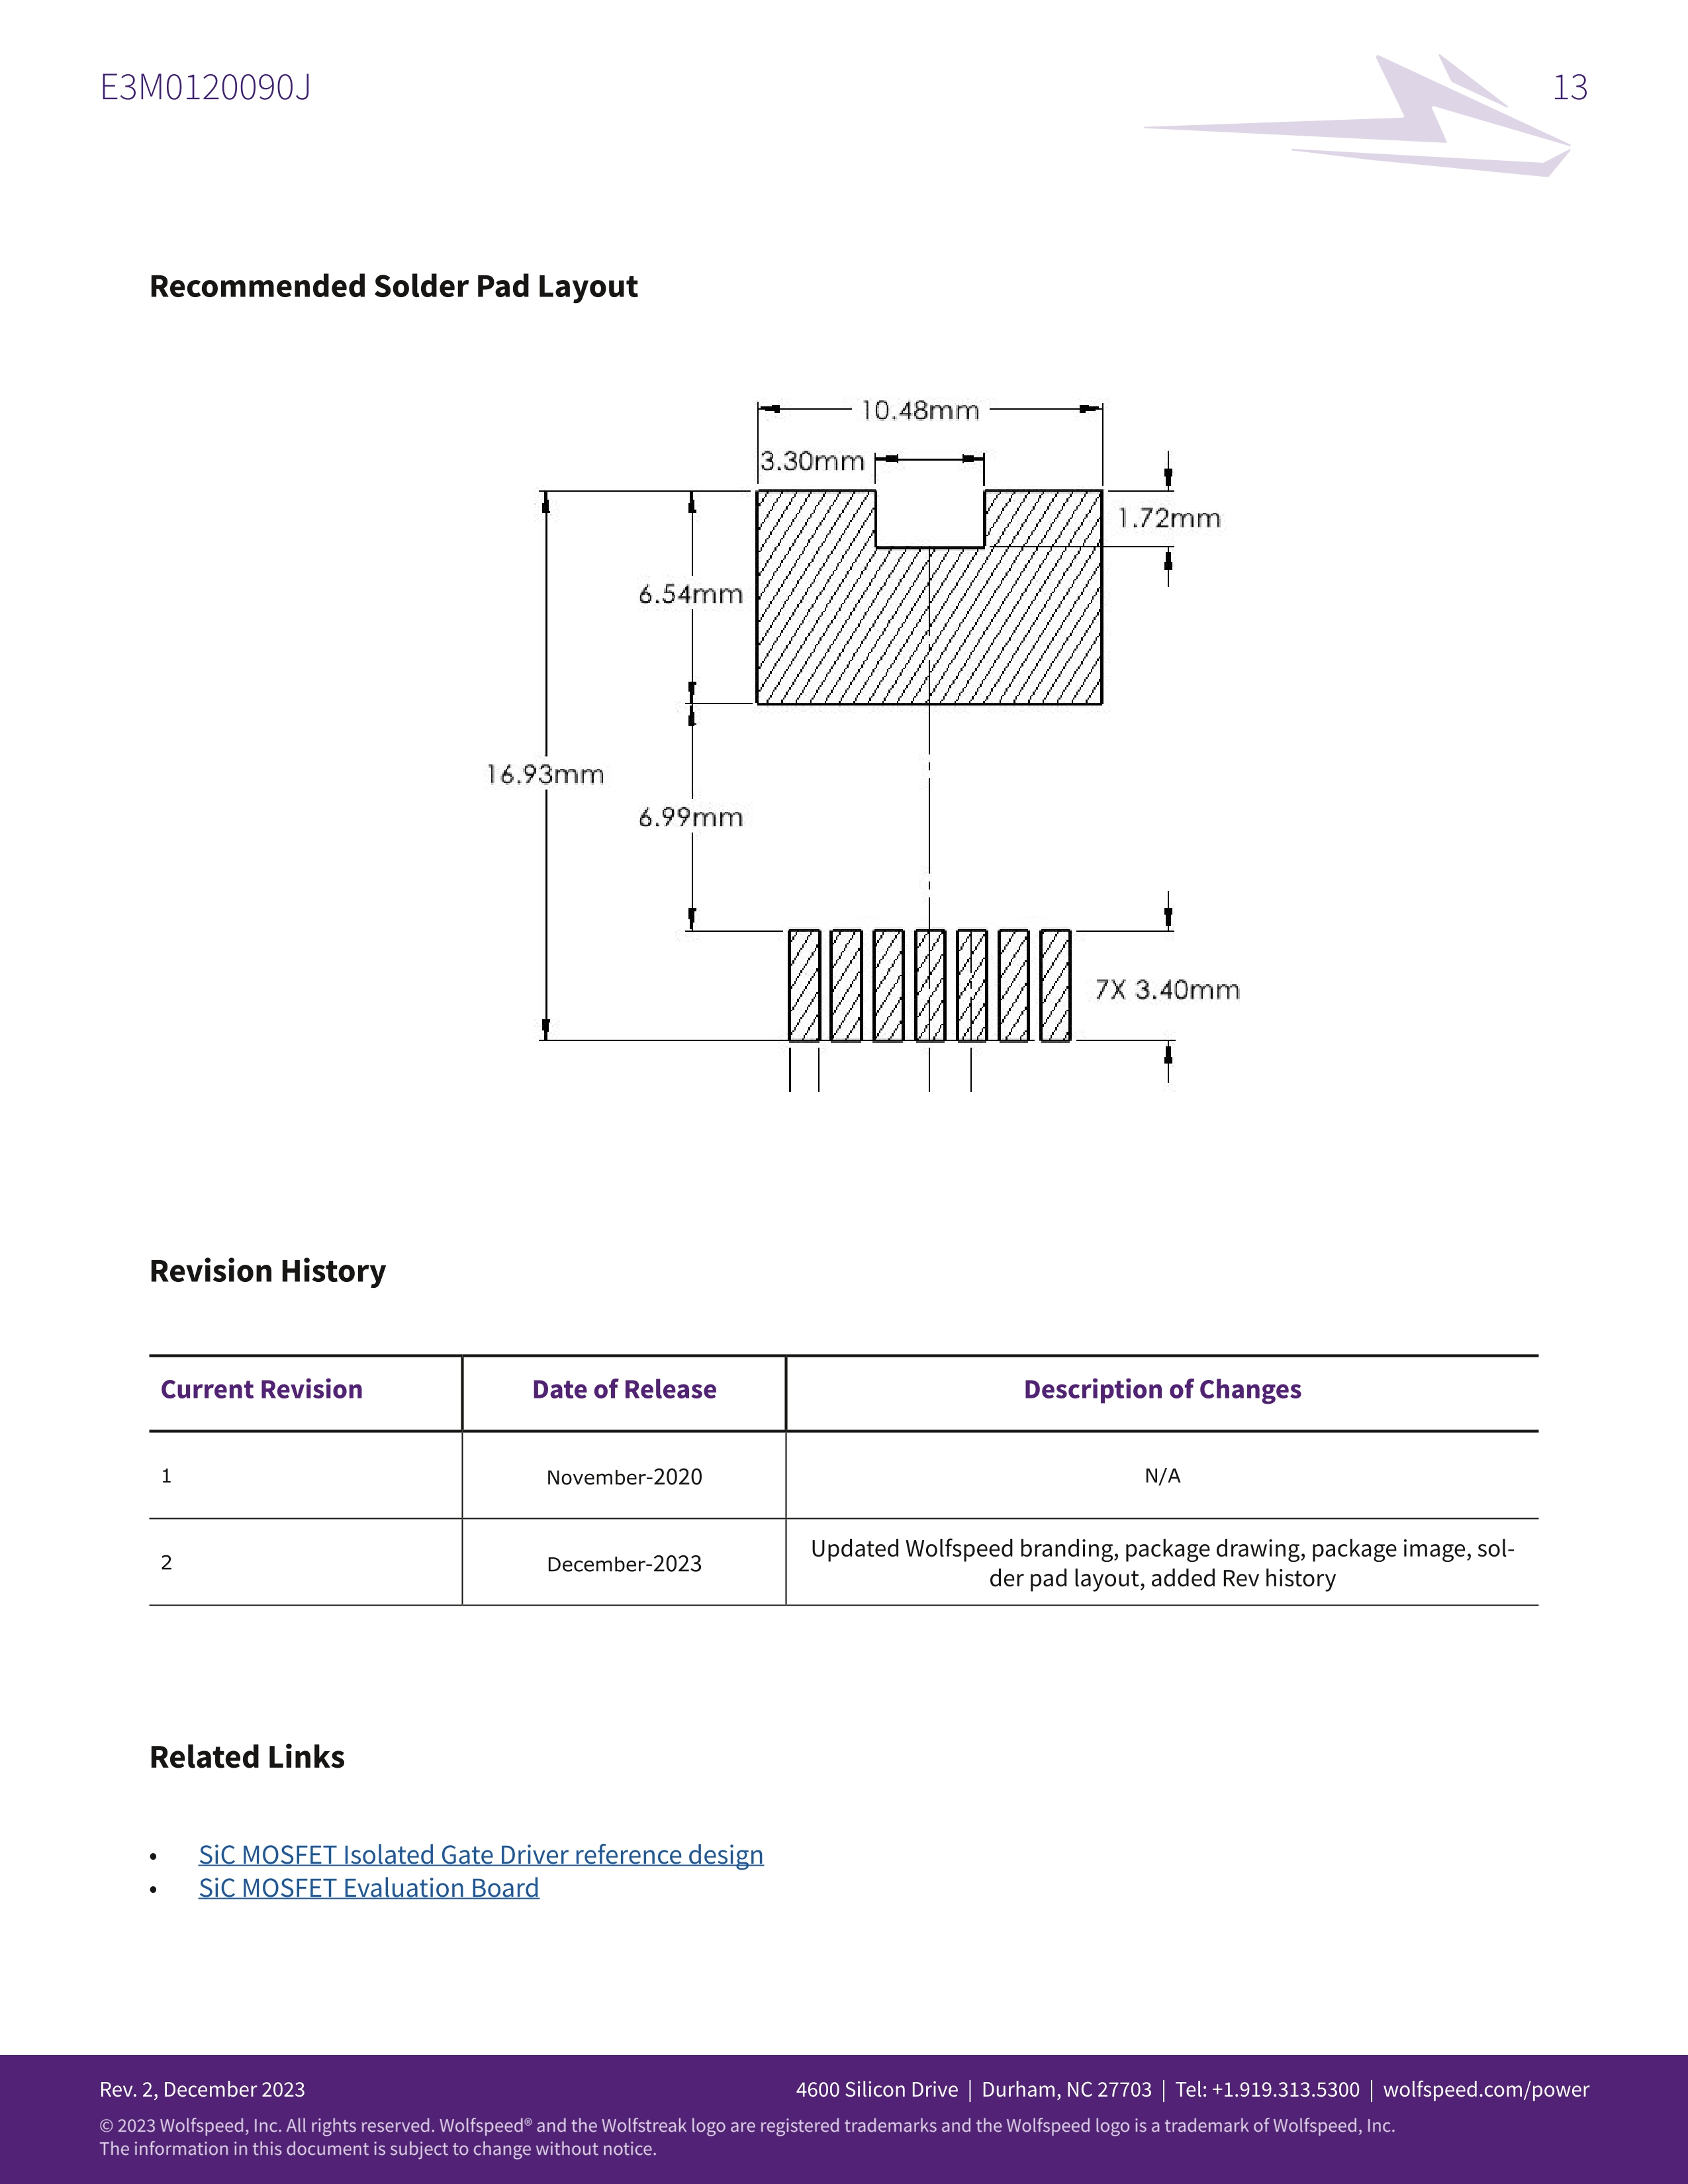 E3M0120090J
13
Recommended Solder Pad Layout
10.48mm
3.30mm
1.72mm
6.54mm
16.93mm
6.99mm
7X 3.40mm
Revision History
Current Revision Date of Release Description of Changes
1 November-2020 N/A
2 December-2023 Updated Wolfspeed branding, package drawing, package image, sol-
der pad layout, added Rev history
Related Links
• SiC MOSFET Isolated Gate Driver reference design
• SiC MOSFET Evaluation Board
Rev. 2, December 2023
4600 Silicon Drive | Durham, NC 27703 | Tel: +1.919.313.5300 | wolfspeed.com/power
© 2023 Wolfspeed, Inc. All rights reserved. Wolfspeed® and the Wolfstreak logo are registered trademarks and the Wolfspeed logo is a trademark of Wolfspeed, Inc.
The information in this document is subject to change without notice.